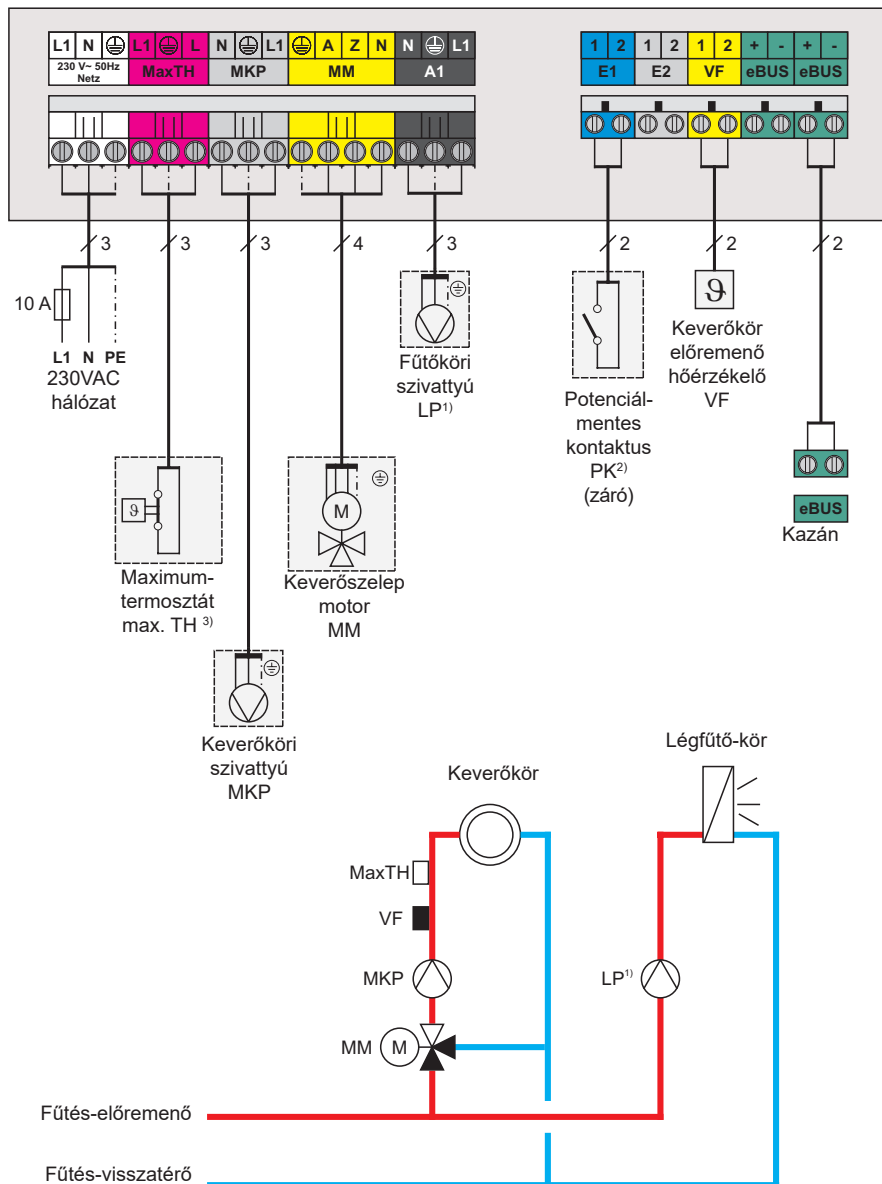 L1 N L1 L N L1 A Z N N L1
230 V~ 50Hz
Netz
MaxTH MKP MM A1
1 2 1 2 1 2 + - + -
E1 E2 VF eBUS eBUS
3 3 3 4 3 2 2 2
10 A
L1 N PE
230VAC
hálózat
Fűtőköri
szivattyú
LP1)
ϑ
Keverőkör
előremenő
hőérzékelő
VF
Potenciál-
mentes
kontaktus
PK2)
(záró)
eBUS
Kazán
ϑ
Maximum-
termosztát
max. TH 3)
M
Keverőszelep
motor
MM
Keverőköri
szivattyú
MKP
Keverőkör
Légfűtő-kör
MaxTH
VF
MKP
LP1)
MM M
Fűtés-előremenő
Fűtés-visszatérő